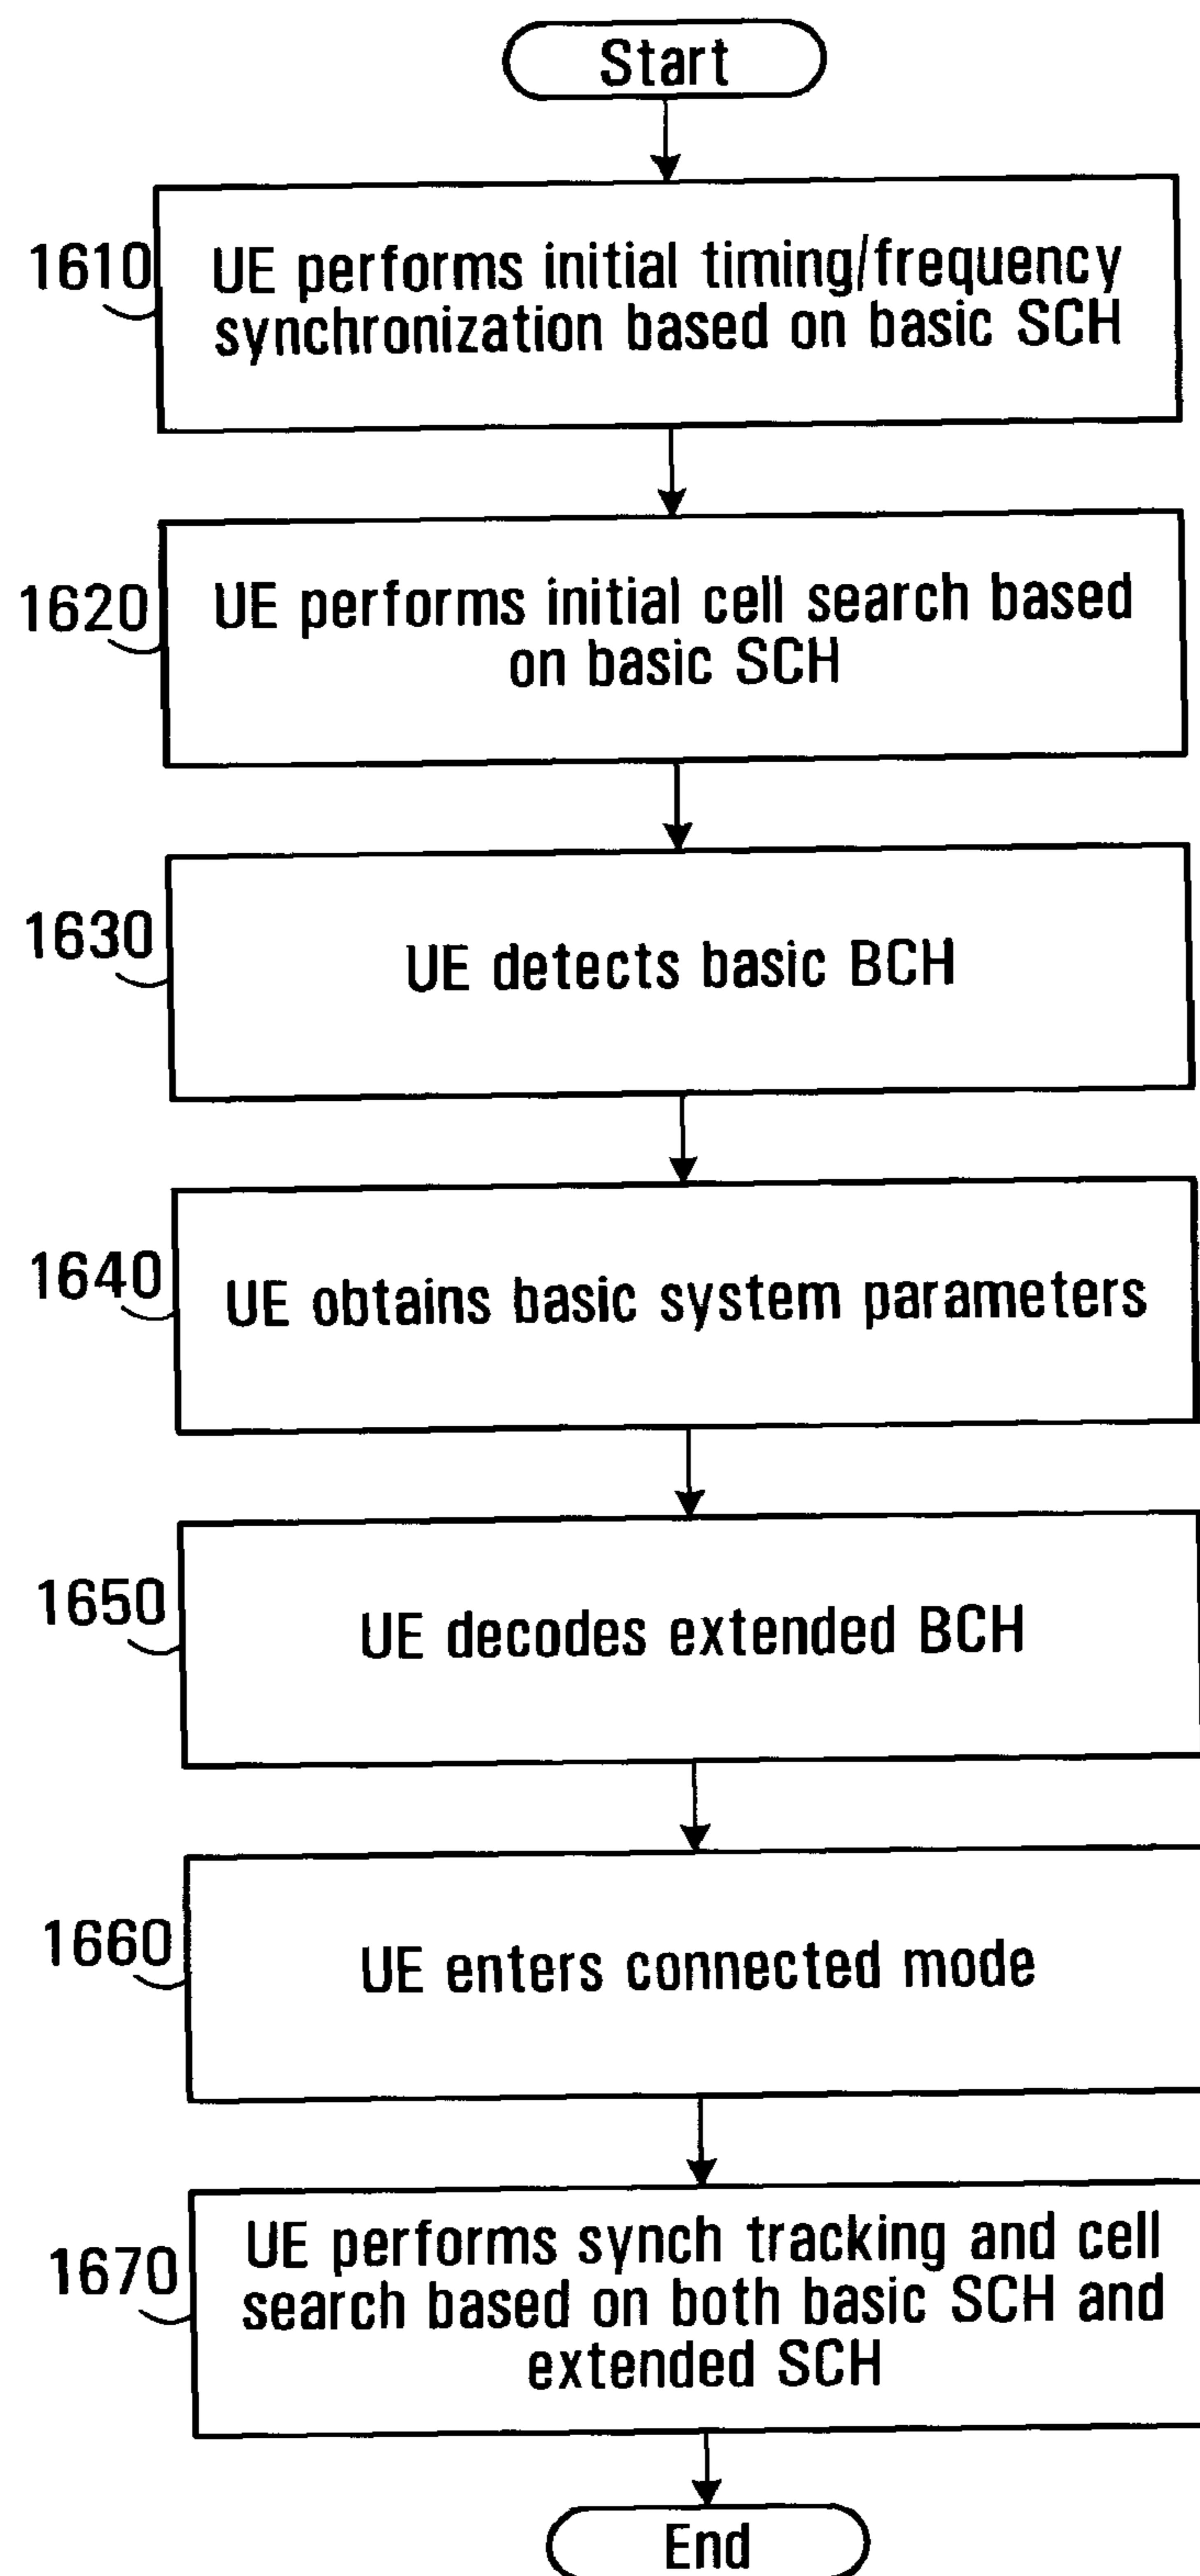 Start
1610
UE performs initial timing/frequency
synchronization based on basic SCH
1620
UE performs initial cell search based
on basic SCH
1630
UE detects basic BCH
1640
UE obtains basic system parameters
1650
UE decodes extended BCH
1660
UE enters connected mode
1670
UE performs synch tracking and cell
search based on both basic SCH and
extended SCH
End